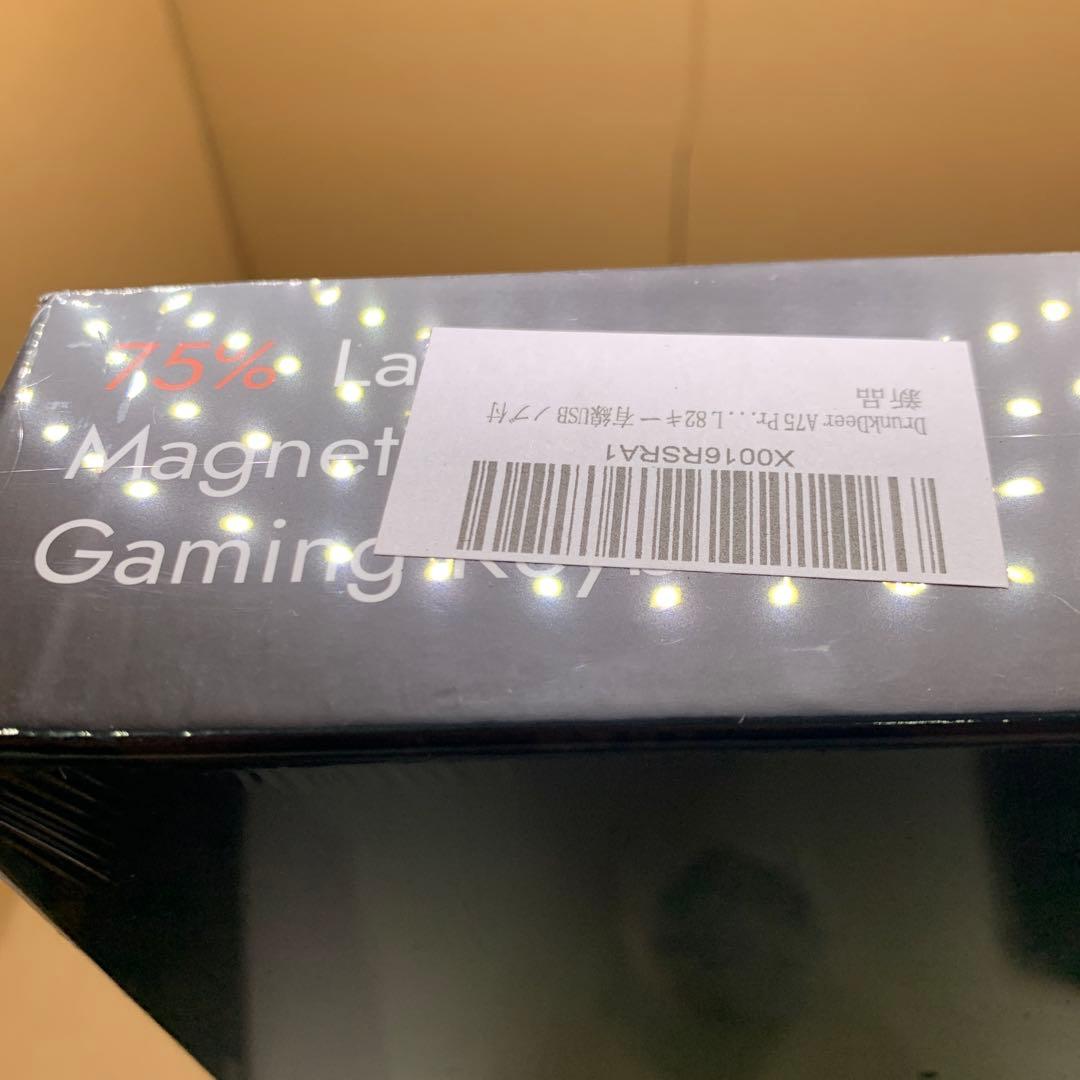 75% La
Magnet
Gaming Key
X0016RSRA1
DrunkDeer A75 Pr....L 82キー 有線USB ノブ付
新品